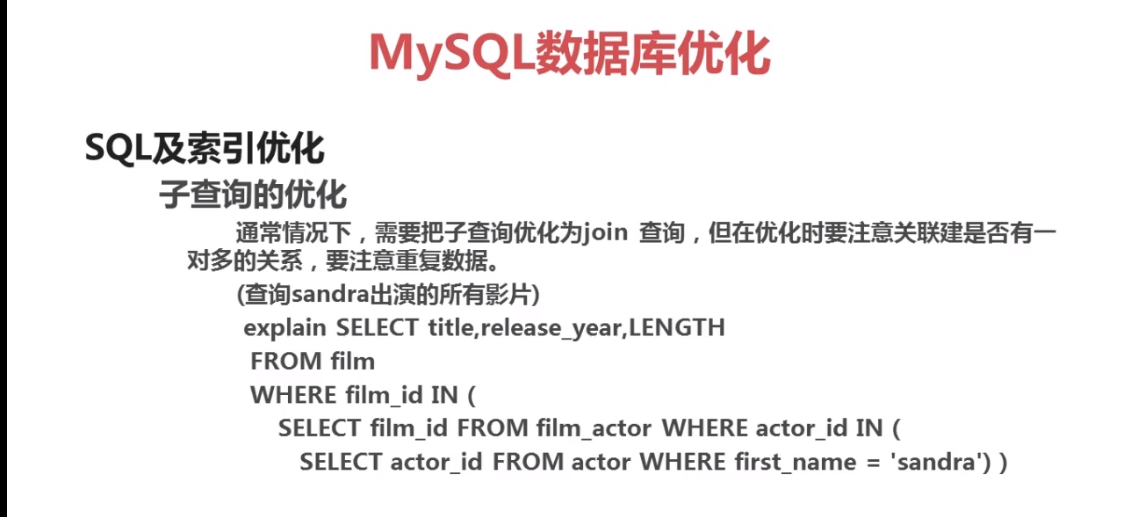 MySQL数据库优化
SQL及索引优化
子查询的优化
通常情况下，需要把子查询优化为join 查询，但在优化时要注意关联建是否有一
对多的关系，要注意重复数据。
(查询sandra出演的所有影片)
explain SELECT title,release_year,LENGTH
FROM film
WHERE film_id IN (
SELECT film_id FROM film_actor WHERE actor_id IN (
SELECT actor_id FROM actor WHERE first_name = 'sandra') )